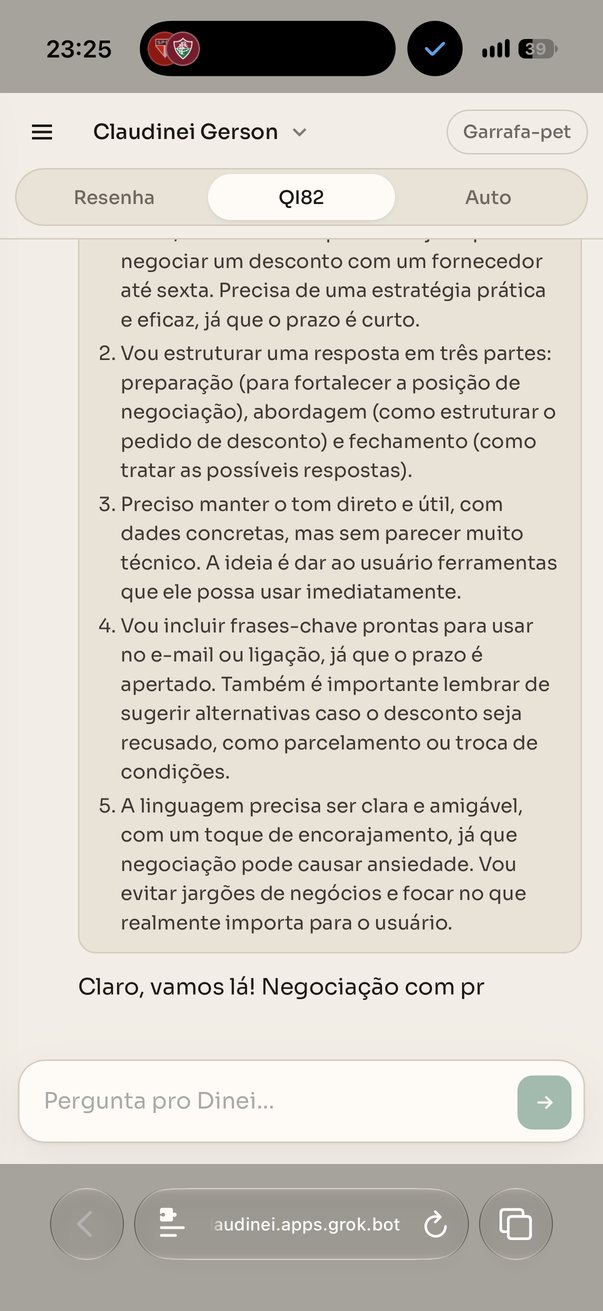 23:25
39
Claudinei Gerson
Garrafa-pet
Resenha
QI82
Auto
negociar um desconto com um fornecedor
até sexta. Precisa de uma estratégia prática
e eficaz, já que o prazo é curto.
2. Vou estruturar uma resposta em três partes:
preparação (para fortalecer a posição de
negociação), abordagem (como estruturar o
pedido de desconto) e fechamento (como
tratar as possíveis respostas).
3. Preciso manter o tom direto e útil, com
dades concretas, mas sem parecer muito
técnico. A ideia é dar ao usuário ferramentas
que ele possa usar imediatamente.
4. Vou incluir frases-chave prontas para usar
no e-mail ou ligação, já que o prazo é
apertado. Também é importante lembrar de
sugerir alternativas caso o desconto seja
recusado, como parcelamento ou troca de
condições.
5. A linguagem precisa ser clara e amigável,
com um toque de encorajamento, já que
negociação pode causar ansiedade. Vou
evitar jargões de negócios e focar no que
realmente importa para o usuário.
Claro, vamos lá! Negociação com pr
Pergunta pro Dinei...
audinei.apps.grok.bot